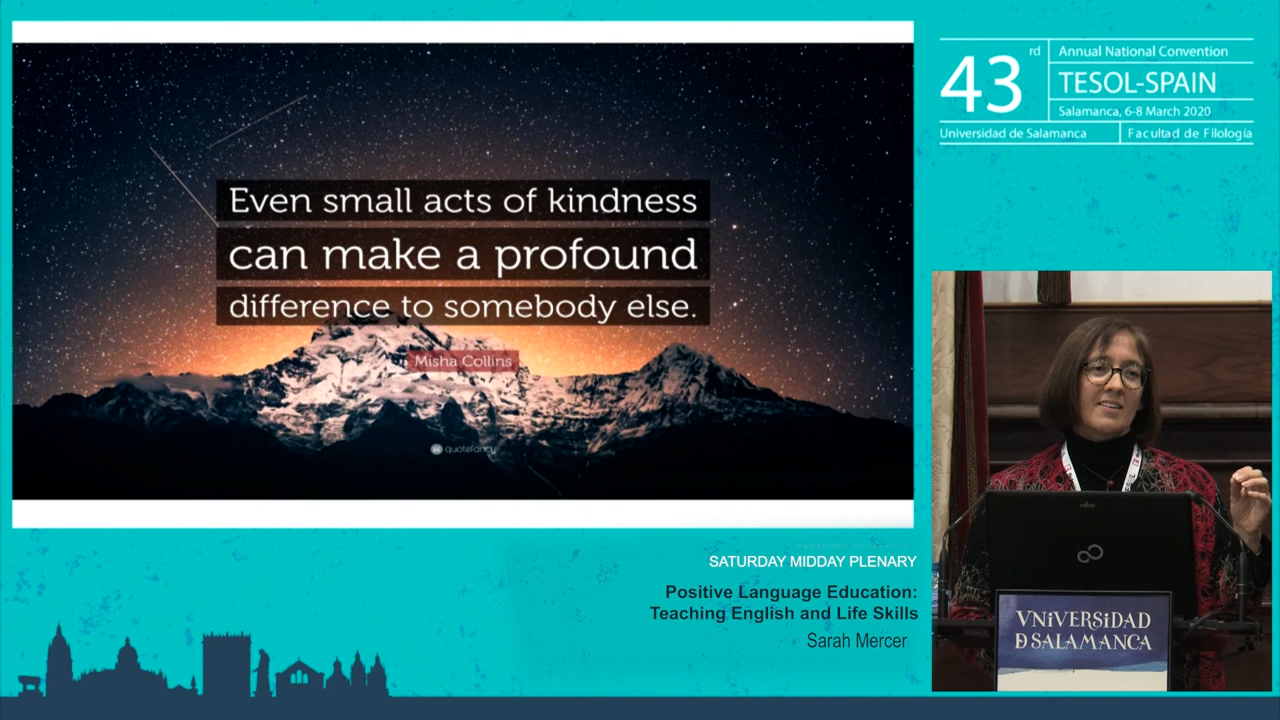 Even small acts of kindness
can make a profound
difference to somebody else.
Misha Collins
quotefancy
43rd
Annual National Convention
TESOL-SPAIN
Salamanca, 6-8 March 2020
Universidad de Salamanca
Facultad de Filología
SATURDAY MIDDAY PLENARY
Positive Language Education:
Teaching English and Life Skills
Sarah Mercer
VNiVERSiDAD
D SALAMANCA